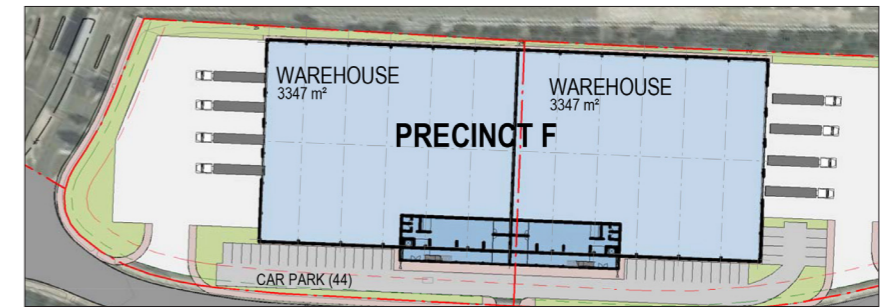 WAREHOUSE
3347 m²
WAREHOUSE
3347 m²
PRECINCT F
CAR PARK (44)